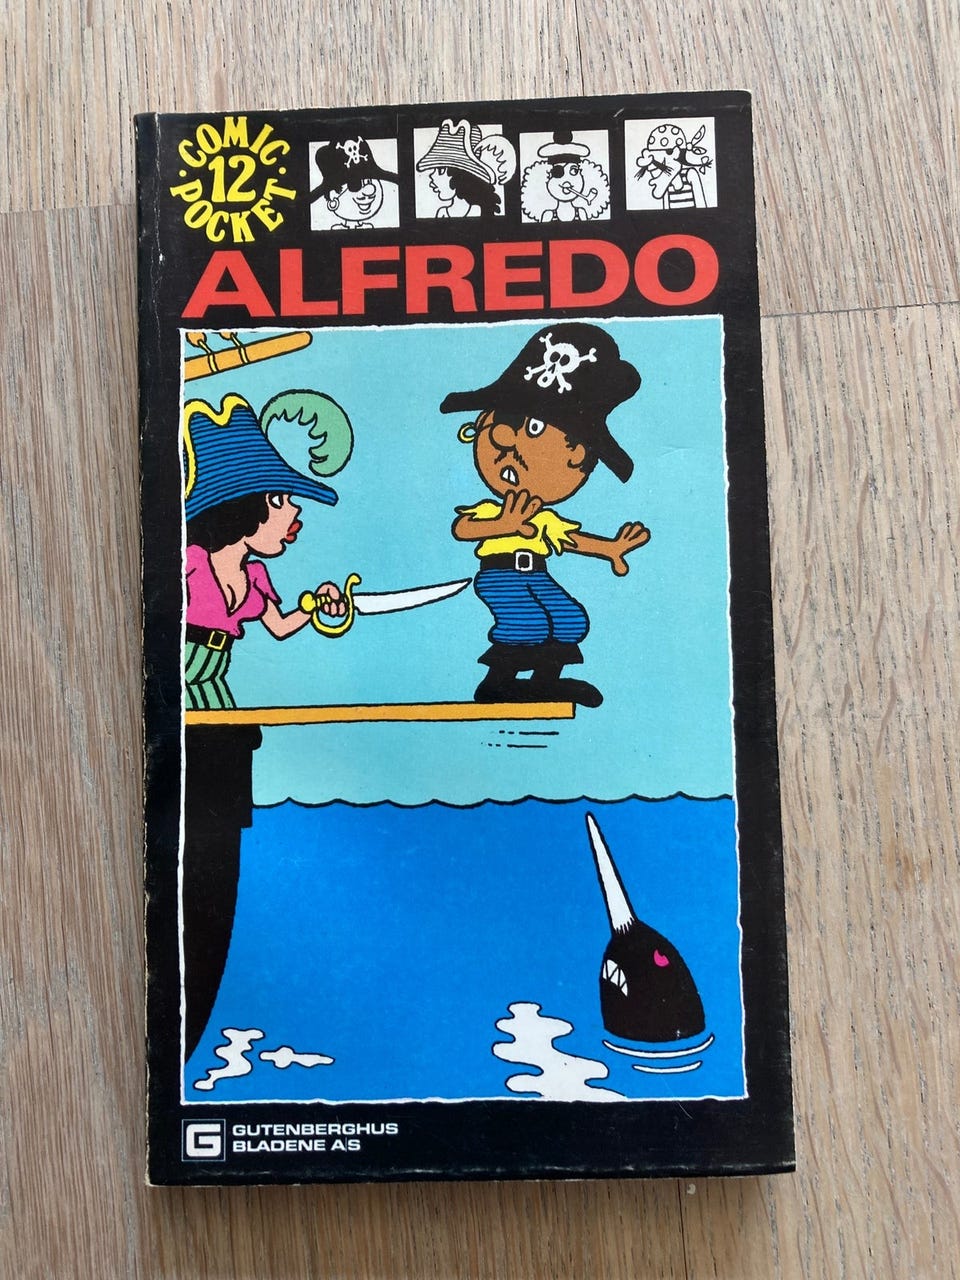 COMIC
12
POCKET
ALFREDO
G GUTENBERGHUS
BLADENE A/S